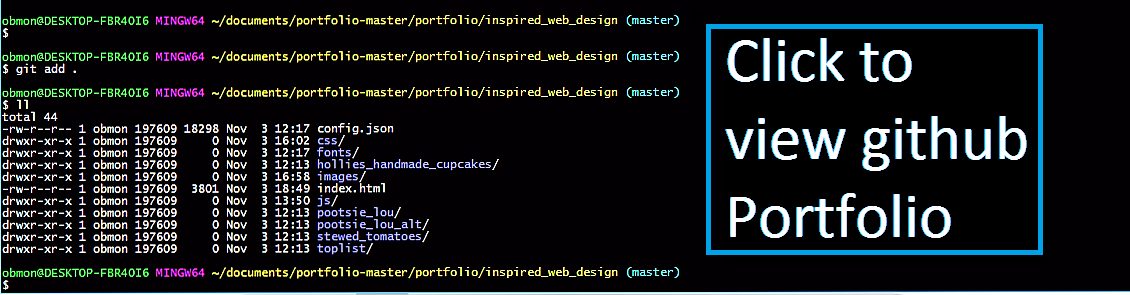 obmon@DESKTOP-FBR4OI6 MINGW64 ~/documents/portfolio-master/portfolio/inspired_web_design (master)
$
obmon@DESKTOP-FBR4OI6 MINGW64 ~/documents/portfolio-master/portfolio/inspired_web_design (master)
$ git add .
obmon@DESKTOP-FBR4OI6 MINGW64 ~/documents/portfolio-master/portfolio/inspired_web_design (master)
$ ll
total 44
-rw-r--r-- 1 obmon 197609 18298 Nov  3 12:17 config.json
drwxr-xr-x 1 obmon 197609     0 Nov  3 16:02 css/
drwxr-xr-x 1 obmon 197609     0 Nov  3 12:17 fonts/
drwxr-xr-x 1 obmon 197609     0 Nov  3 12:13 hollies_handmade_cupcakes/
drwxr-xr-x 1 obmon 197609     0 Nov  3 16:58 images/
-rw-r--r-- 1 obmon 197609  3801 Nov  3 18:49 index.html
drwxr-xr-x 1 obmon 197609     0 Nov  3 13:50 js/
drwxr-xr-x 1 obmon 197609     0 Nov  3 12:13 pootsie_lou/
drwxr-xr-x 1 obmon 197609     0 Nov  3 12:13 pootsie_lou_alt/
drwxr-xr-x 1 obmon 197609     0 Nov  3 12:13 stewed_tomatoes/
drwxr-xr-x 1 obmon 197609     0 Nov  3 12:13 toplist/
obmon@DESKTOP-FBR4OI6 MINGW64 ~/documents/portfolio-master/portfolio/inspired_web_design (master)
$
Click to
view github
Portfolio